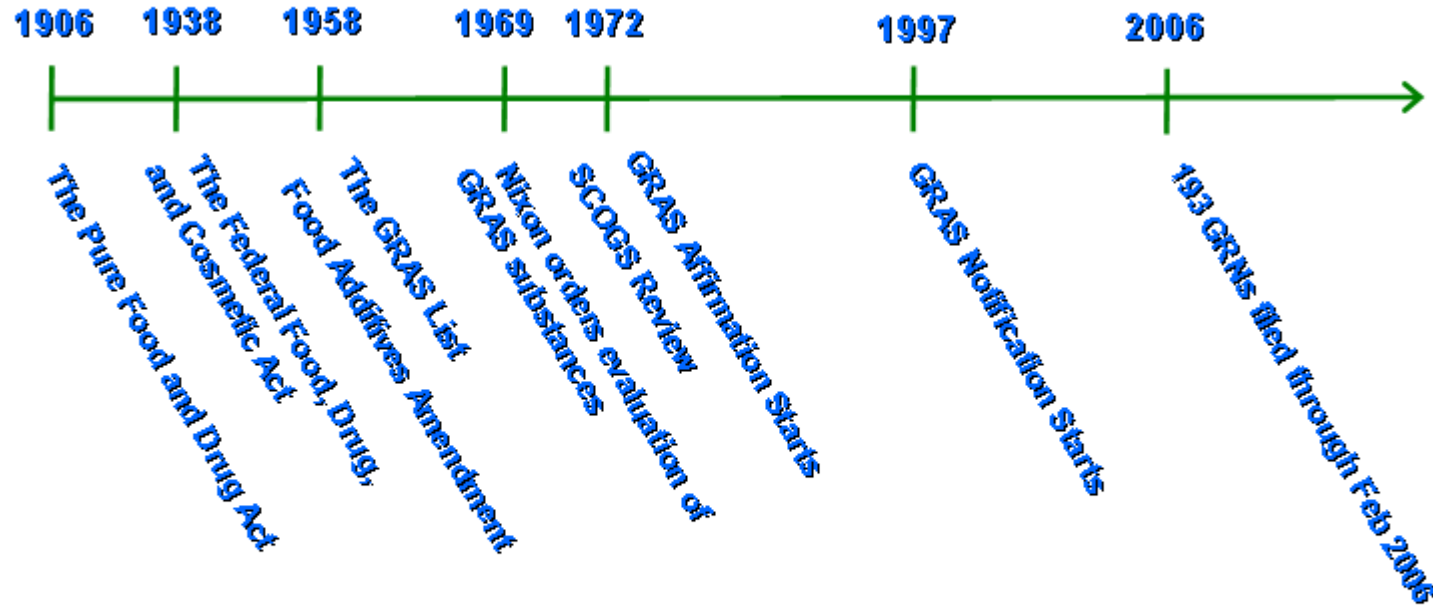 1906
1938
1958
1969
1972
1997
2006
The Pure Food and Drug Act
The Federal Food, Drug,
and Cosmetic Act
The GRAS List
Food Additives Amendment
Nixon orders evaluation of
GRAS substances
GRAS Affirmation Starts
SCOGS Review
GRAS Notification Starts
193 GRNs filed through Feb 2006